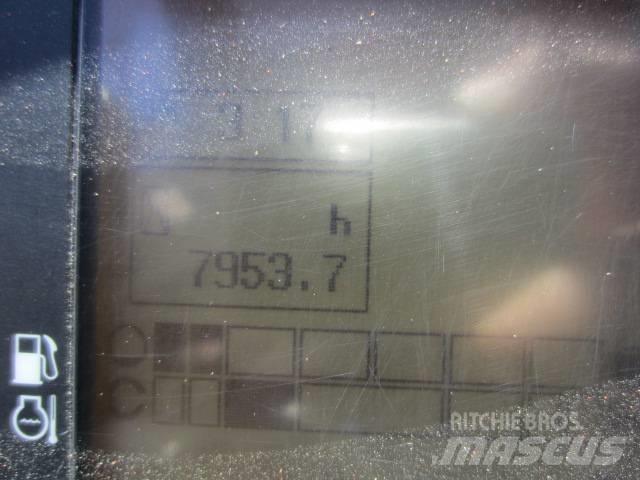 h
7953.7
C
RITCHIE BROS.
MASCUS